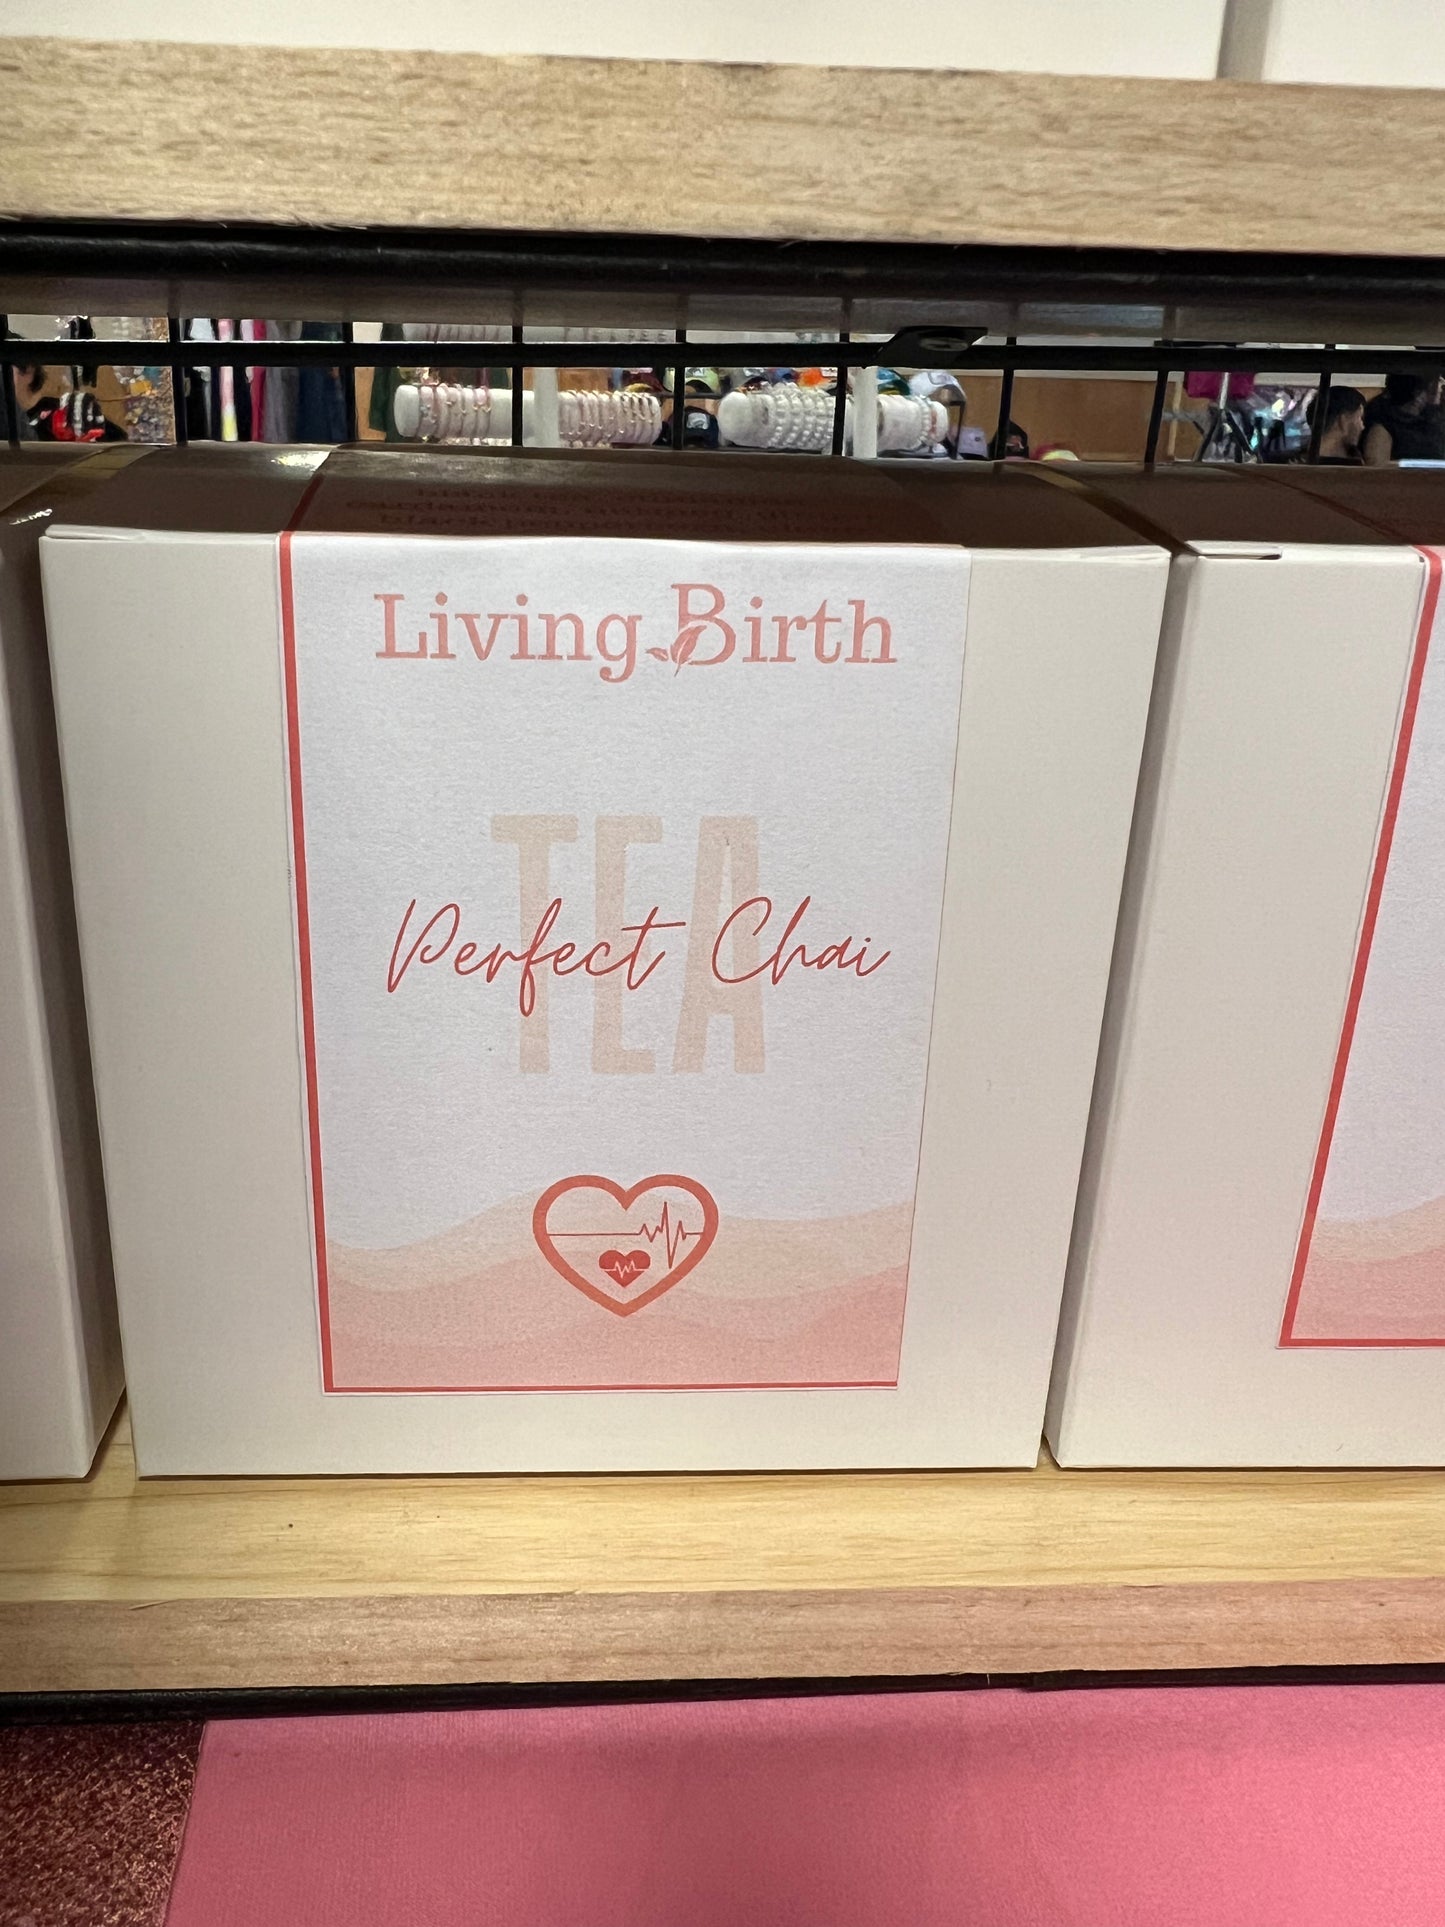 Living Birth
TEA
Perfect Chai